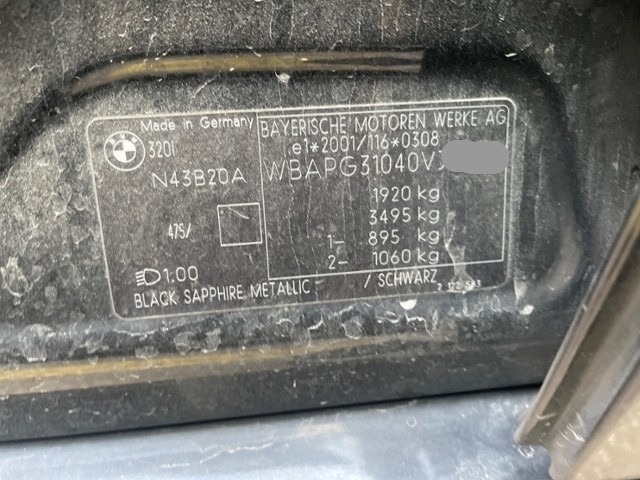 Made in Germany
BAYERISCHE MOTOREN WERKE AG
BMW
320I
e1*2001/116*0308
WBAPG31040V
N43B20A
1920 kg
3495 kg
475/
1– 895 kg
2– 1060 kg
1.00
BLACK SAPPHIRE METALLIC / SCHWARZ